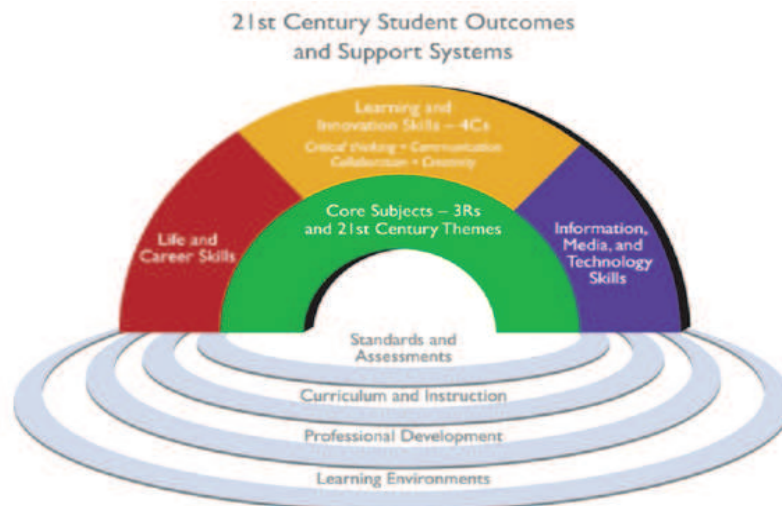 21st Century Student Outcomes
and Support Systems
Learning and
Innovation Skills – 4Cs
Critical thinking • Communication
Collaboration • Creativity
Core Subjects – 3Rs
and 21st Century Themes
Life and
Career Skills
Information,
Media, and
Technology
Skills
Standards and
Assessments
Curriculum and Instruction
Professional Development
Learning Environments